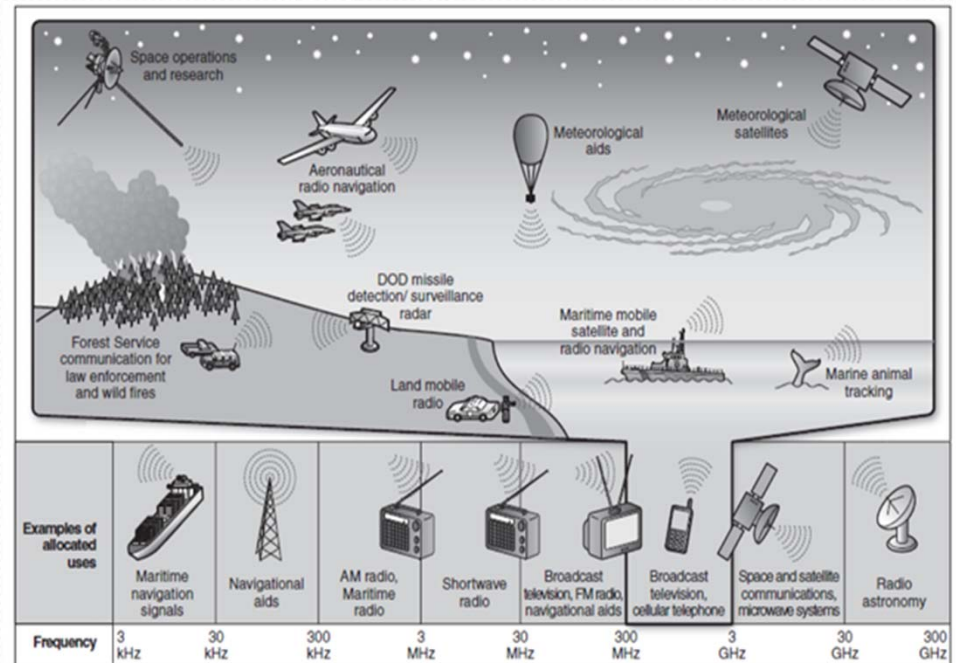 Space operations
and research
Aeronautical
radio navigation
Meteorological
aids
Meteorological
satellites
DOD missile
detection/ surveillance
radar
Forest Service
communication for
law enforcement
and wild fires
Land mobile
radio
Maritime mobile
satellite and
radio navigation
Marine animal
tracking
Examples of
allocated
uses
Maritime
navigation
signals
Navigational
aids
AM radio,
Maritime
radio
Shortwave
radio
Broadcast
television, FM radio,
navigational aids
Broadcast
television,
cellular telephone
Space and satellite
communications,
microwave systems
Radio
astronomy
Frequency
3
kHz
30
kHz
300
kHz
3
MHz
30
MHz
300
MHz
3
GHz
30
GHz
300
GHz